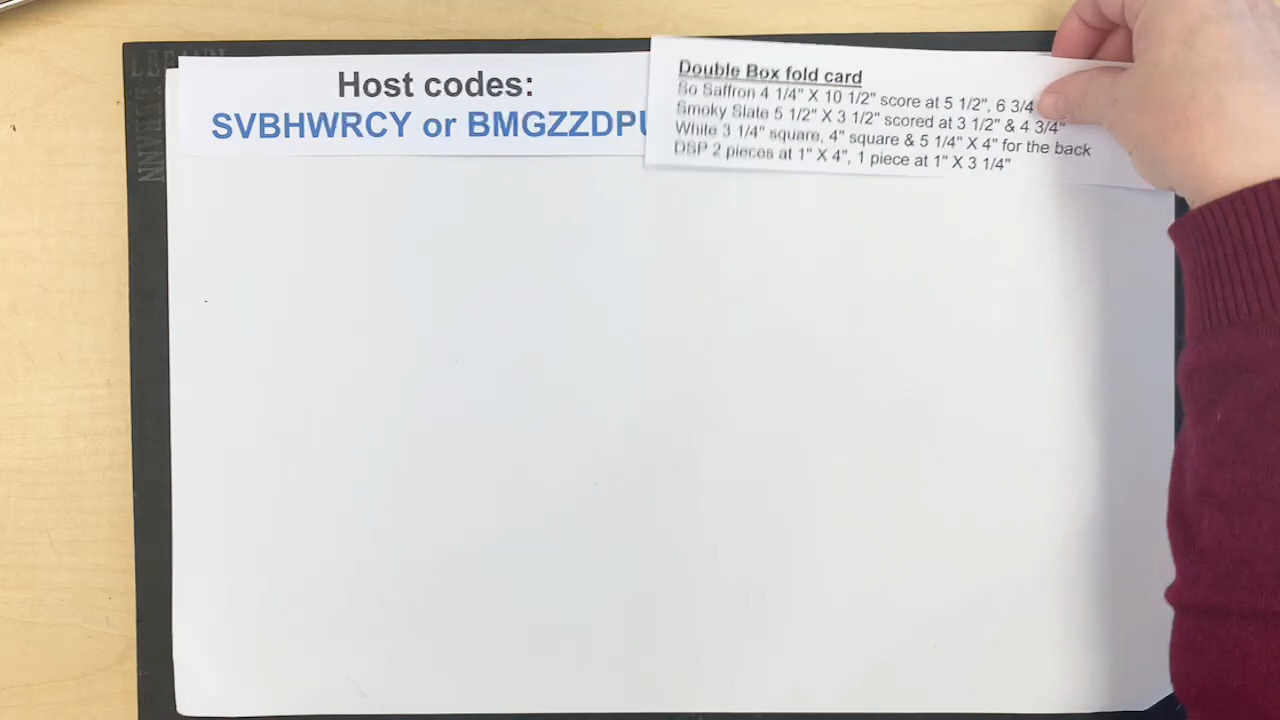 Host codes:
SVBHWRCY or BMGZZDPU
Double Box fold card
So Saffron 4 1/4" X 10 1/2" score at 5 1/2", 6 3/4
Smoky Slate 5 1/2" X 3 1/2" scored at 3 1/2" & 4 3/4"
White 3 1/4" square, 4" square & 5 1/4" X 4" for the back
DSP 2 pieces at 1" X 4", 1 piece at 1" X 3 1/4"